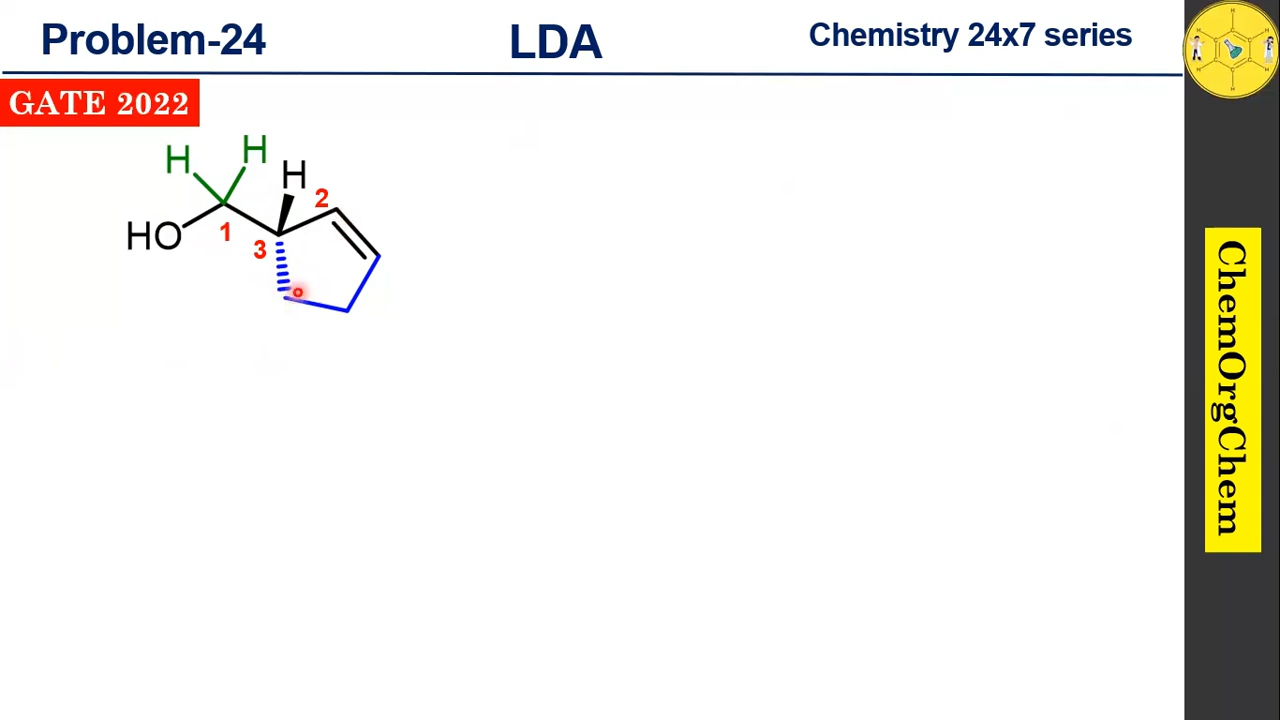 Problem-24
LDA
Chemistry 24x7 series
GATE 2022
H
H
H
2
HO
1
3
ChemOrgChem